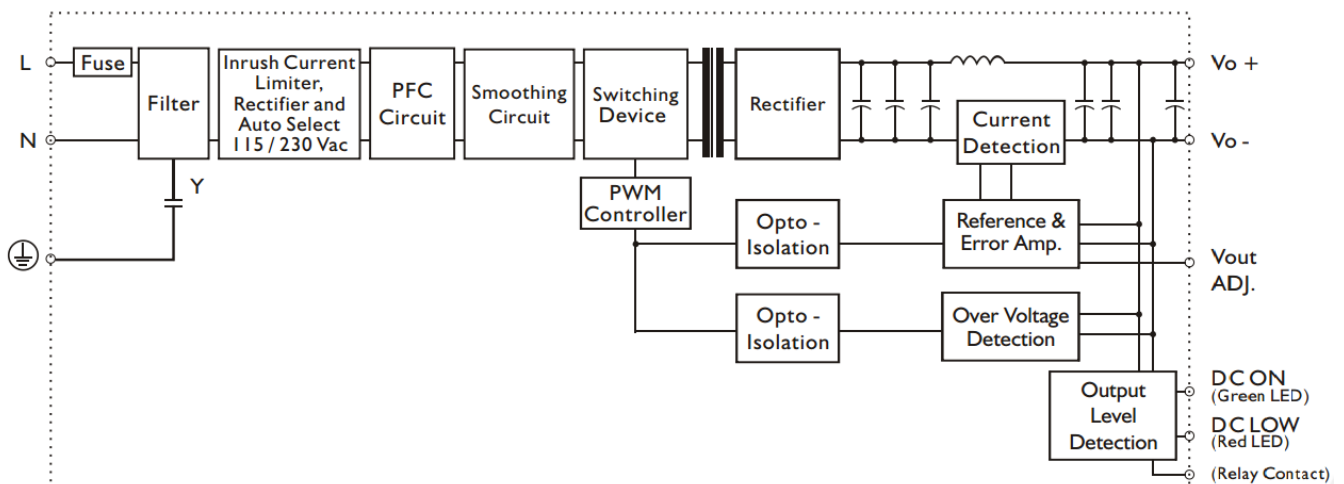 L
Fuse
N
Filter
Y
Inrush Current
Limiter,
Rectifier and
Auto Select
115 / 230 Vac
PFC
Circuit
Smoothing
Circuit
Switching
Device
PWM
Controller
Rectifier
Current
Detection
Vo +
Vo -
Opto -
Isolation
Reference &
Error Amp.
Vout
ADJ.
Opto -
Isolation
Over Voltage
Detection
Output
Level
Detection
DC ON
(Green LED)
DC LOW
(Red LED)
(Relay Contact)